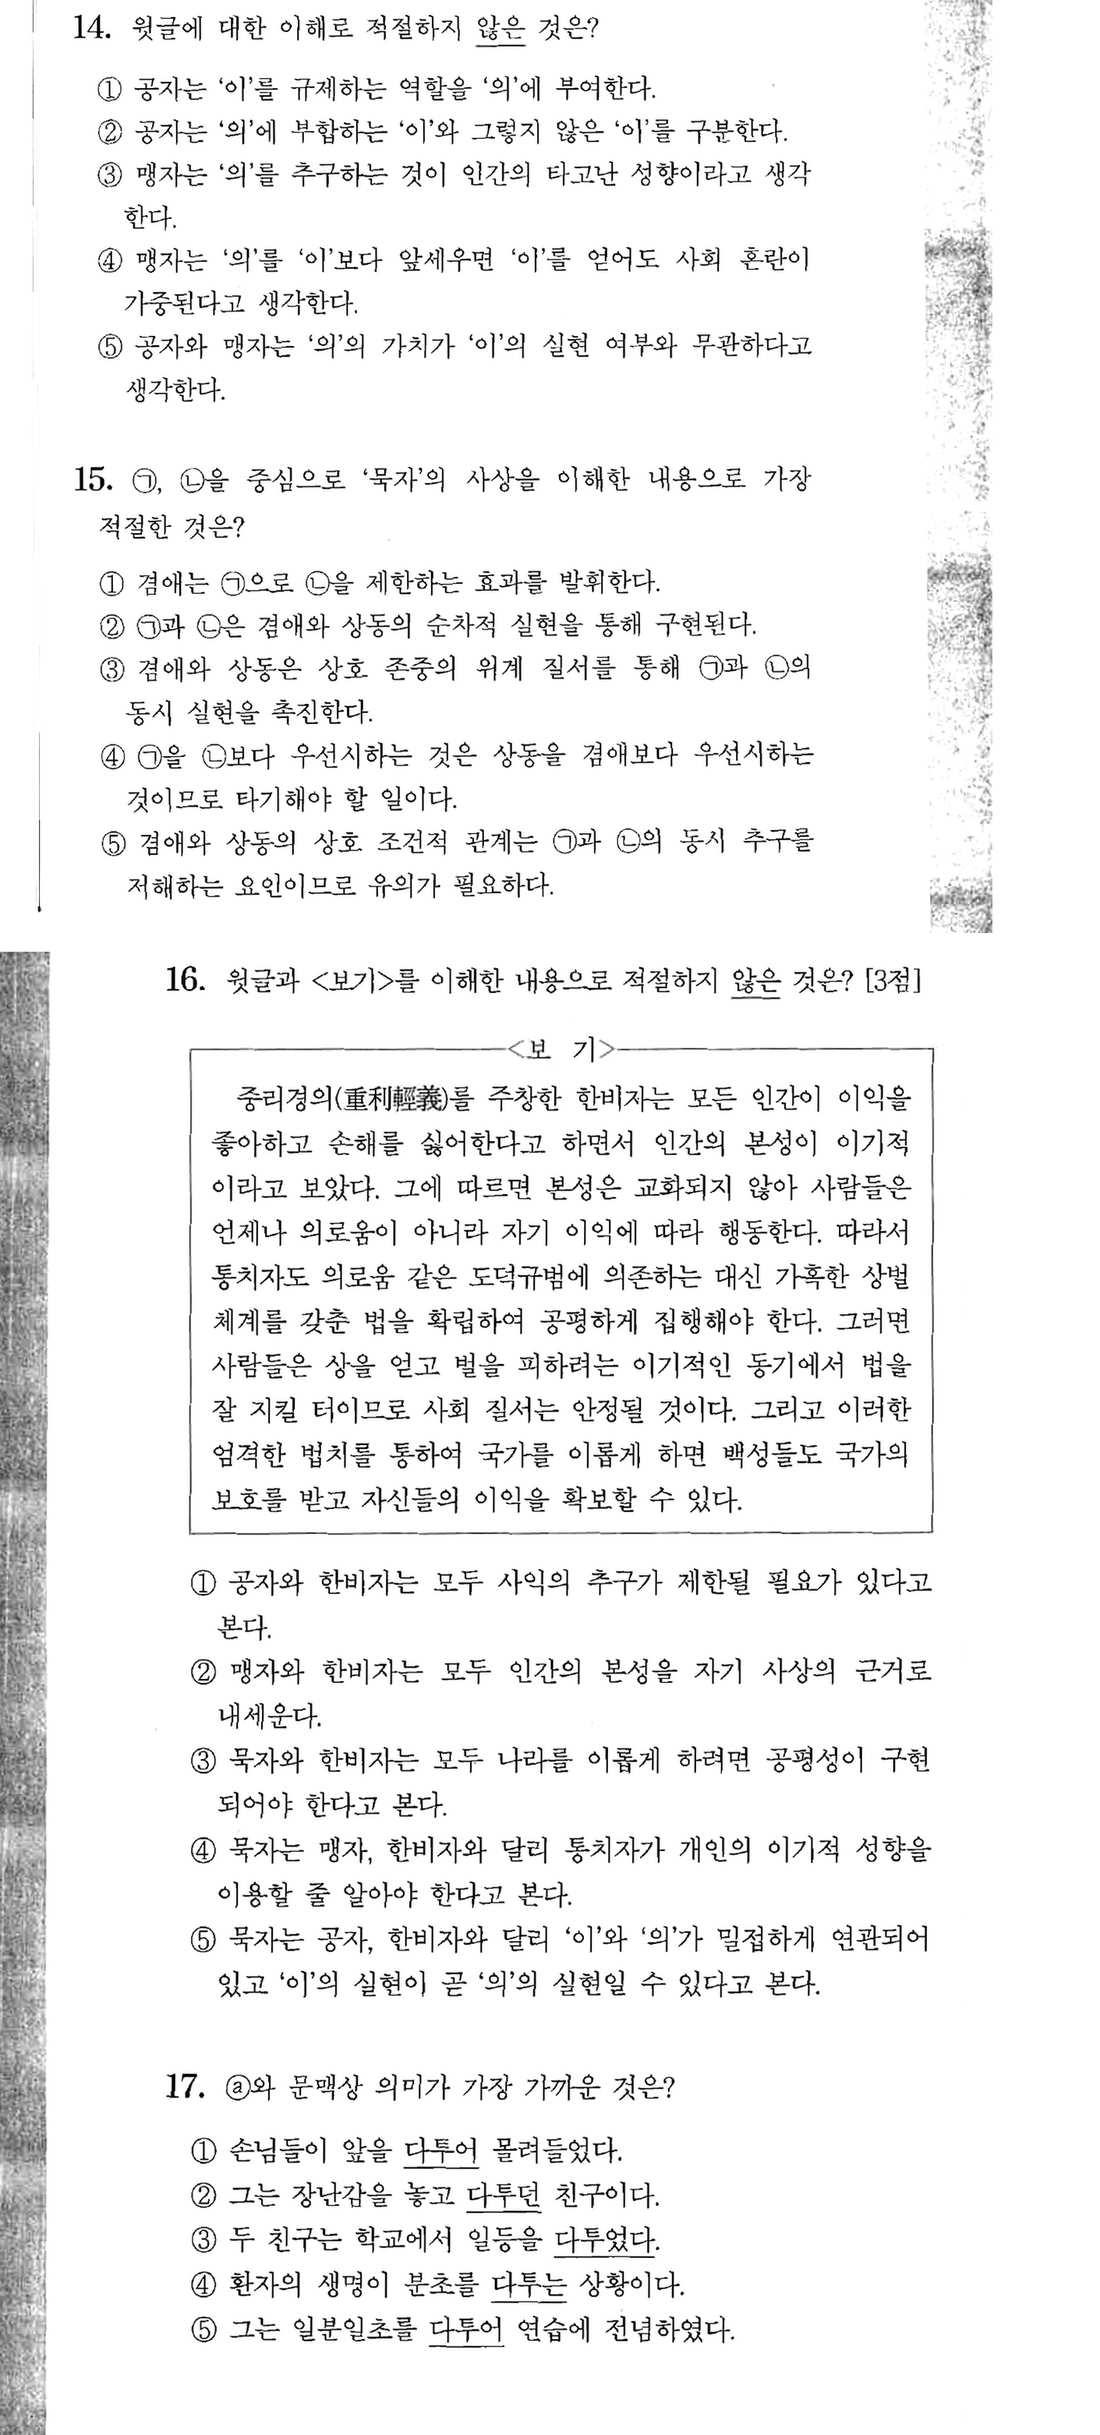 14. 윗글에 대한 이해로 적절하지 않은 것은?
① 공자는 ‘이’를 규제하는 역할을 ‘의’에 부여한다.
② 공자는 ‘의’에 부합하는 ‘이’와 그렇지 않은 ‘이’를 구분한다.
③ 맹자는 ‘의’를 추구하는 것이 인간의 타고난 성향이라고 생각
한다.
④ 맹자는 ‘의’를 ‘이’보다 앞세우면 ‘이’를 얻어도 사회 혼란이
가중된다고 생각한다.
⑤ 공자와 맹자는 ‘의’의 가치가 ‘이’의 실현 여부와 무관하다고
생각한다.
15. ㉠, ㉡을 중심으로 ‘묵자’의 사상을 이해한 내용으로 가장
적절한 것은?
① 겸애는 ㉠으로 ㉡을 제한하는 효과를 발휘한다.
② ㉠과 ㉡은 겸애와 상동의 순차적 실현을 통해 구현된다.
③ 겸애와 상동은 상호 존중의 위계 질서를 통해 ㉠과 ㉡의
동시 실현을 촉진한다.
④ ㉠을 ㉡보다 우선시하는 것은 상동을 겸애보다 우선시하는
것이므로 타기해야 할 일이다.
⑤ 겸애와 상동의 상호 조건적 관계는 ㉠과 ㉡의 동시 추구를
저해하는 요인이므로 유의가 필요하다.
16. 윗글과 <보기>를 이해한 내용으로 적절하지 않은 것은? [3점]
<보 기>
중리경의(重利輕義)를 주창한 한비자는 모든 인간이 이익을
좋아하고 손해를 싫어한다고 하면서 인간의 본성이 이기적
이라고 보았다. 그에 따르면 본성은 교화되지 않아 사람들은
언제나 의로움이 아니라 자기 이익에 따라 행동한다. 따라서
통치자도 의로움 같은 도덕규범에 의존하는 대신 가혹한 상벌
체계를 갖춘 법을 확립하여 공평하게 집행해야 한다. 그러면
사람들은 상을 얻고 벌을 피하려는 이기적인 동기에서 법을
잘 지킬 터이므로 사회 질서는 안정될 것이다. 그리고 이러한
엄격한 법치를 통하여 국가를 이롭게 하면 백성들도 국가의
보호를 받고 자신들의 이익을 확보할 수 있다.
① 공자와 한비자는 모두 사익의 추구가 제한될 필요가 있다고
본다.
② 맹자와 한비자는 모두 인간의 본성을 자기 사상의 근거로
내세운다.
③ 묵자와 한비자는 모두 나라를 이롭게 하려면 공평성이 구현
되어야 한다고 본다.
④ 묵자는 맹자, 한비자와 달리 통치자가 개인의 이기적 성향을
이용할 줄 알아야 한다고 본다.
⑤ 묵자는 공자, 한비자와 달리 ‘이’와 ‘의’가 밀접하게 연관되어
있고 ‘이’의 실현이 곧 ‘의’의 실현일 수 있다고 본다.
17. ⓐ와 문맥상 의미가 가장 가까운 것은?
① 손님들이 앞을 다투어 몰려들었다.
② 그는 장난감을 놓고 다투던 친구이다.
③ 두 친구는 학교에서 일등을 다투었다.
④ 환자의 생명이 분초를 다투는 상황이다.
⑤ 그는 일분일초를 다투어 연습에 전념하였다.